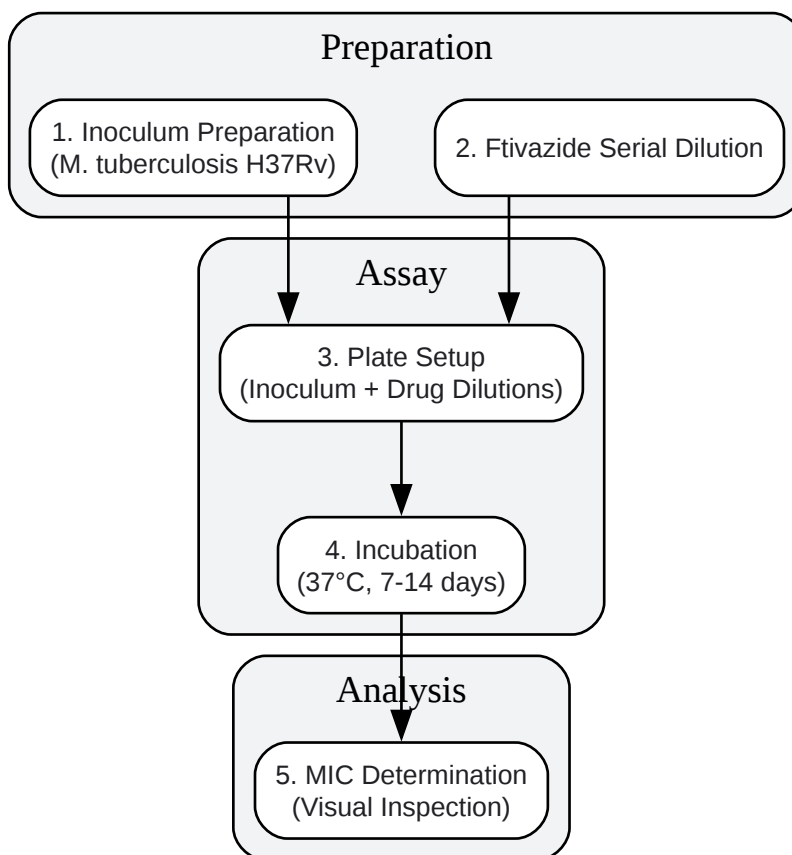 Preparation
1. Inoculum Preparation
(M. tuberculosis H37Rv)
2. Ftivazide Serial Dilution
Assay
3. Plate Setup
(Inoculum + Drug Dilutions)
4. Incubation
(37°C, 7-14 days)
Analysis
5. MIC Determination
(Visual Inspection)